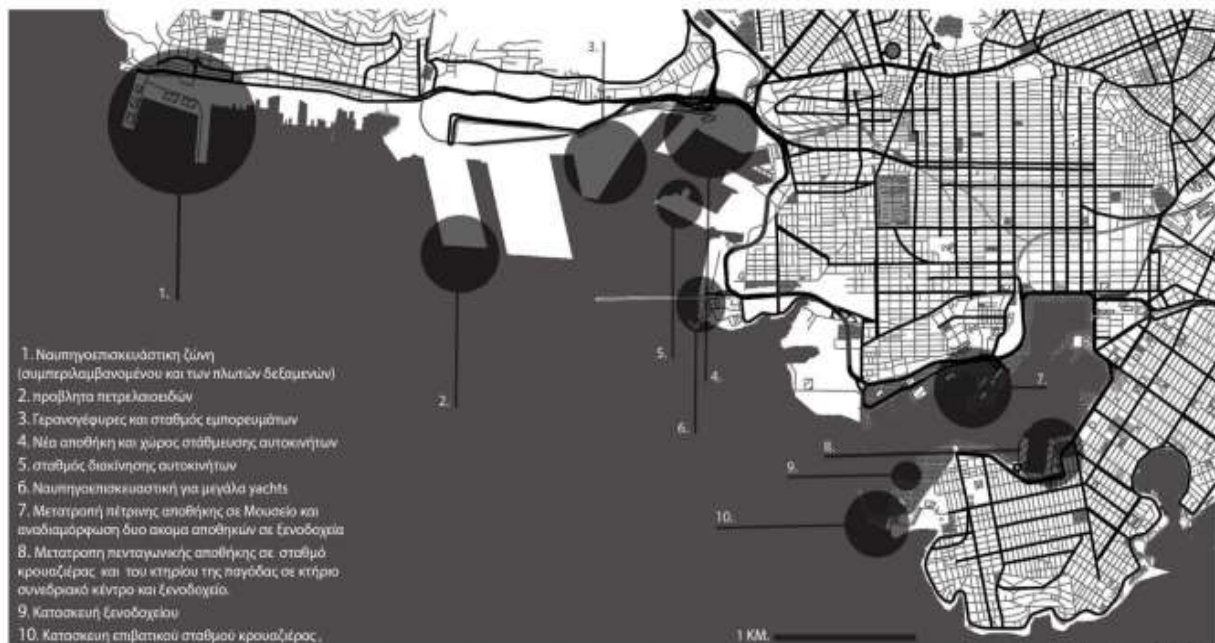 3.
1.
2.
5.
4.
6.
7.
8.
9.
10.
1. Ναυπηγοεπισκευάστικη ζώνη
(συμπεριλαμβανομένου και των πλωτών δεξαμενών)
2. προβλητα πετρελαιοειδών
3. Γερανογέφυρες και σταθμός εμπορευμάτων
4. Νέα αποθήκη και χώρος στάθμευσης αυτοκινήτων
5. σταθμός διακίνησης αυτοκινήτων
6. Ναυπηγοεπισκευαστική για μεγάλα yachts
7. Μετατροπή πέτρινης αποθήκης σε Μουσείο και
αναδιαμόρφωση δυο ακομα αποθηκών σε ξενοδοχεία
8. Μετατροπη πενταγωνικής αποθήκης σε σταθμό
κρουαζιέρας και του κτηρίου της παγόδας σε κτήριο
συνεδριακό κέντρο και ξενοδοχείο.
9. Κατασκευή ξενοδοχείου
10. Κατασκευη επιβατικού σταθμού κρουαζιέρας ,
1 KM.